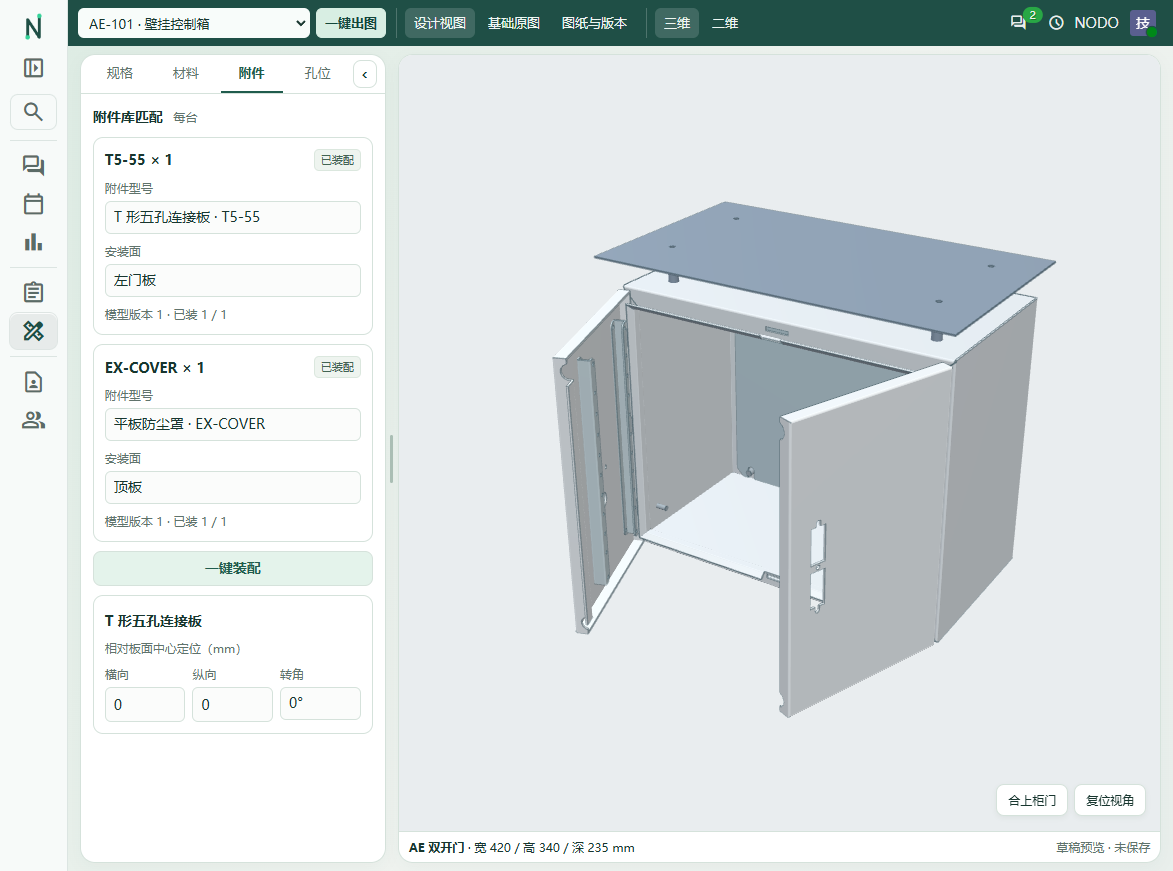 AE-101 · 壁挂控制箱
一键出图
设计视图
基础原图
图纸与版本
三维
二维
2
NODO
技
规格
材料
附件
孔位
附件库匹配 每台
T5-55 × 1
已装配
附件型号
T 形五孔连接板 · T5-55
安装面
左门板
模型版本 1 · 已装 1 / 1
EX-COVER × 1
已装配
附件型号
平板防尘罩 · EX-COVER
安装面
顶板
模型版本 1 · 已装 1 / 1
一键装配
T 形五孔连接板
相对板面中心定位（mm）
横向
纵向
转角
0
0
0°
合上柜门
复位视角
AE 双开门 · 宽 420 / 高 340 / 深 235 mm
草稿预览 · 未保存